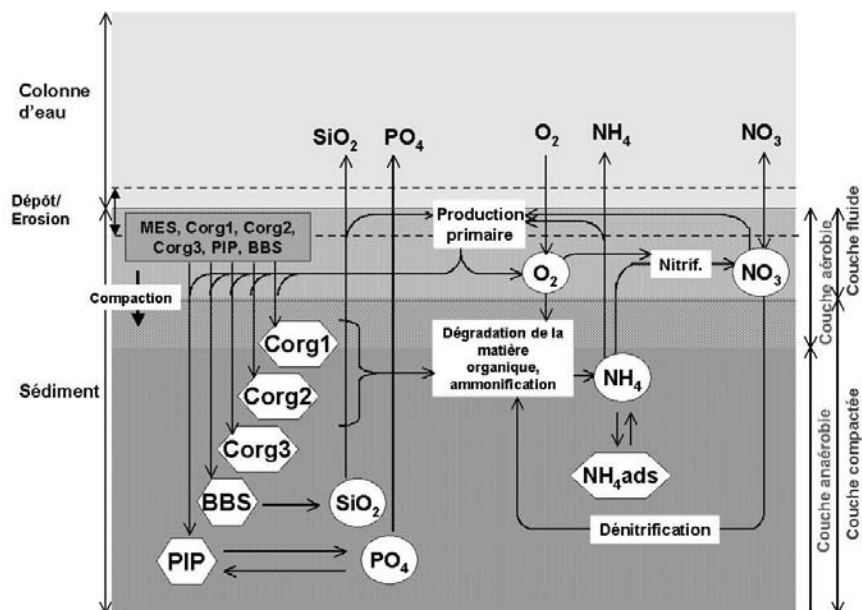 Colonne
d'eau
SiO₂
PO₄
O₂
NH₄
NO₃
Dépôt/
Erosion
MES, Corg1, Corg2,
Corg3, PIP, BBS
Production
primaire
Compaction
O₂
Nitrif.
NO₃
Couche aérobie
Couche fluide
Sédiment
Corg1
Corg2
Corg3
BBS
PIP
SiO₂
PO₄
Dégradation de la
matière
organique,
ammonification
NH₄
NH₄ads
Dénitrification
Couche anaérobie
Couche compactée